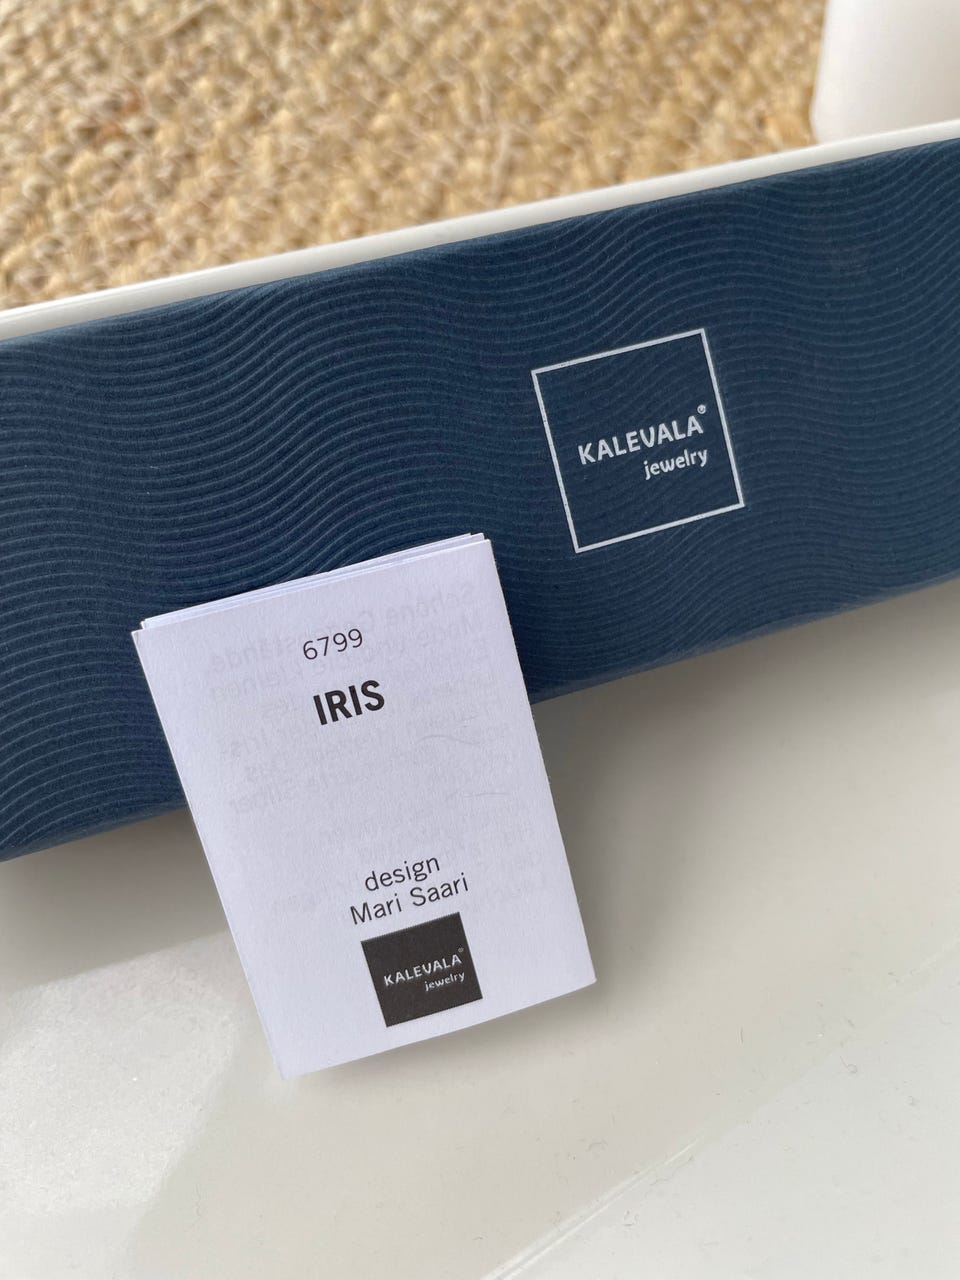 KALEVALA®
jewelry
6799
IRIS
design
Mari Saari
KALEVALA®
jewelry